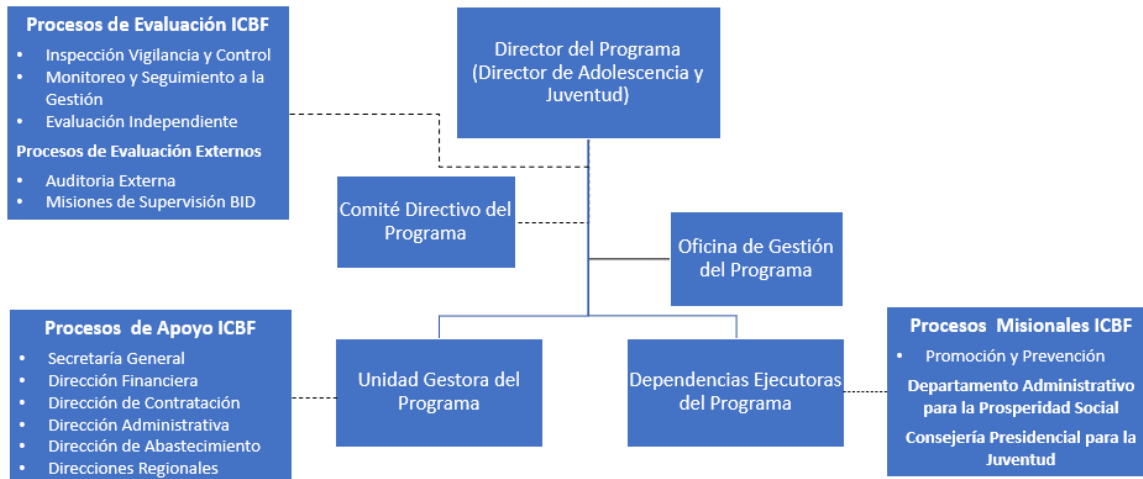 Procesos de Evaluación ICBF
• Inspección Vigilancia y Control
• Monitoreo y Seguimiento a la
Gestión
• Evaluación Independiente
Procesos de Evaluación Externos
• Auditoria Externa
• Misiones de Supervisión BID
Director del Programa
(Director de Adolescencia y
Juventud)
Comité Directivo del
Programa
Oficina de Gestión
del Programa
Procesos de Apoyo ICBF
• Secretaría General
• Dirección Financiera
• Dirección de Contratación
• Dirección Administrativa
• Dirección de Abastecimiento
• Direcciones Regionales
Unidad Gestora del
Programa
Dependencias Ejecutoras
del Programa
Procesos Misionales ICBF
• Promoción y Prevención
Departamento Administrativo
para la Prosperidad Social
Consejería Presidencial para la
Juventud